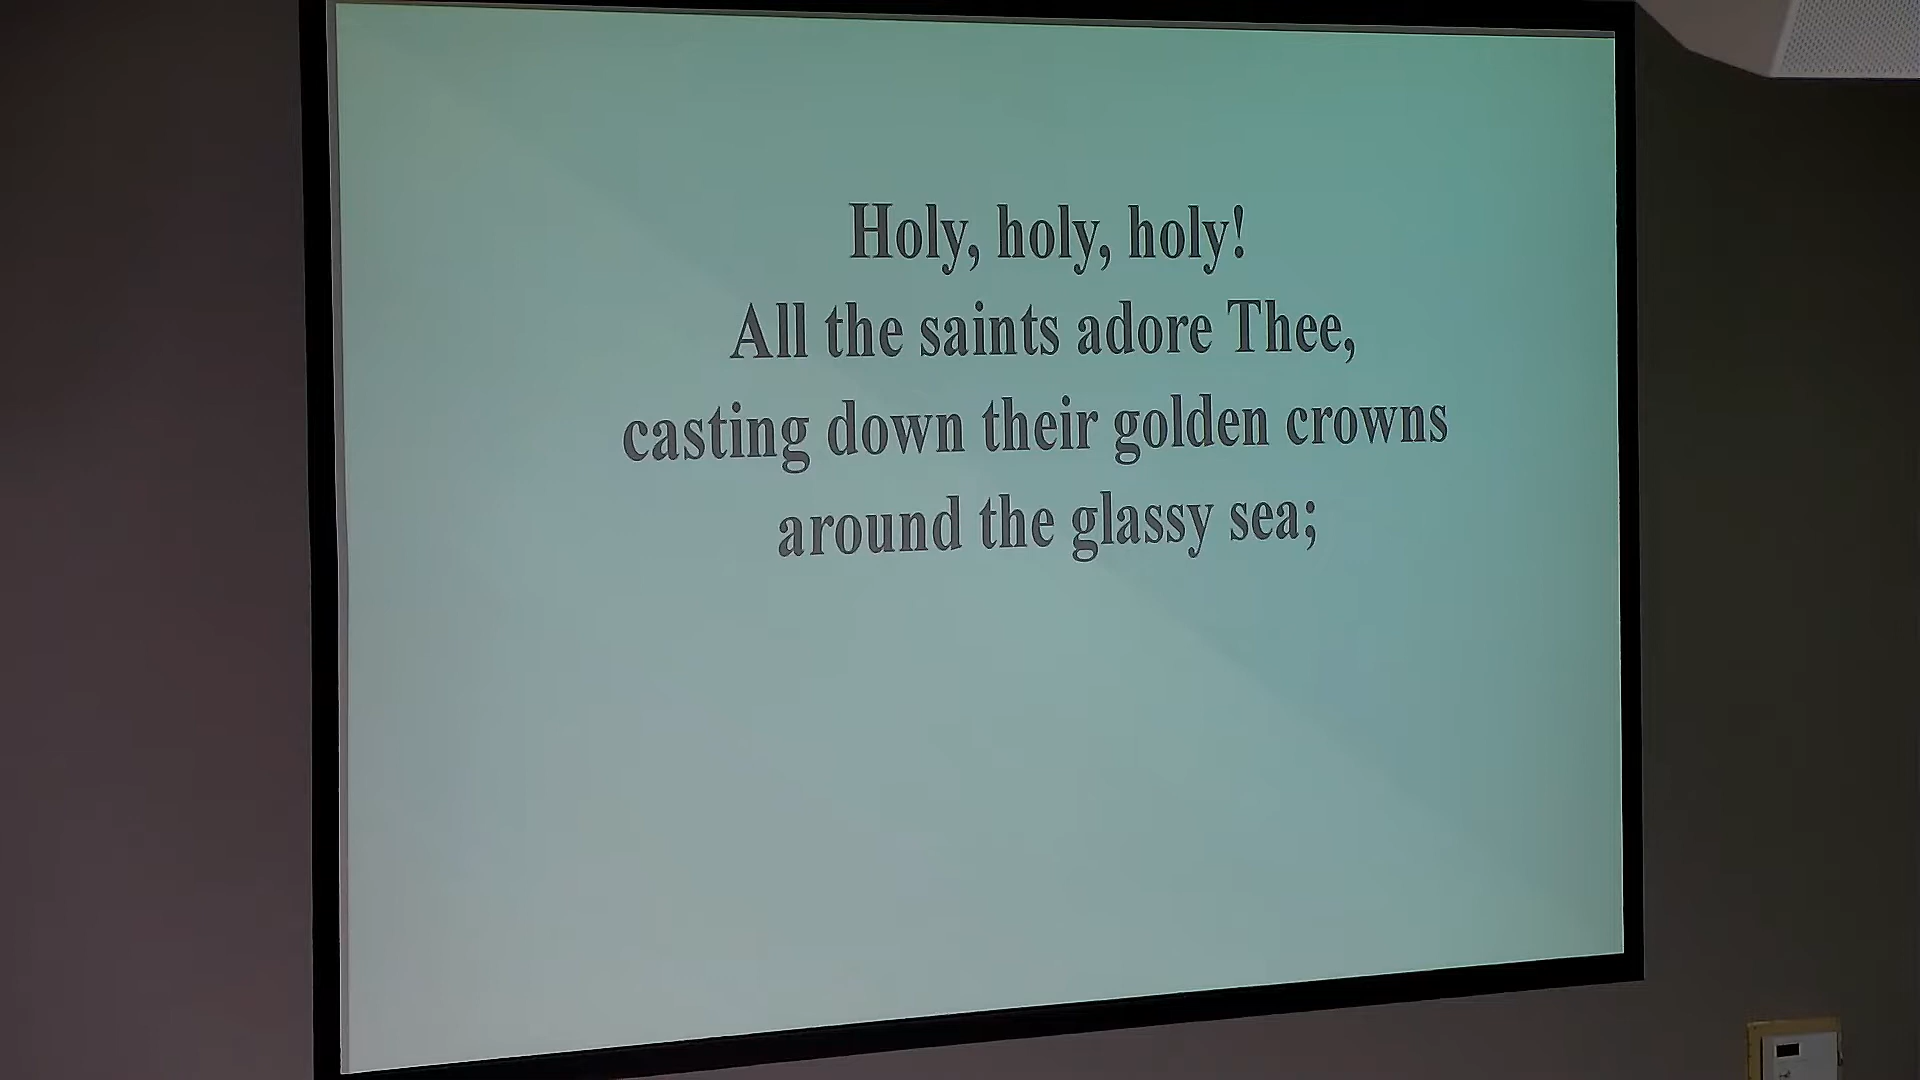 Holy, holy, holy!
All the saints adore Thee,
casting down their golden crowns
around the glassy sea;